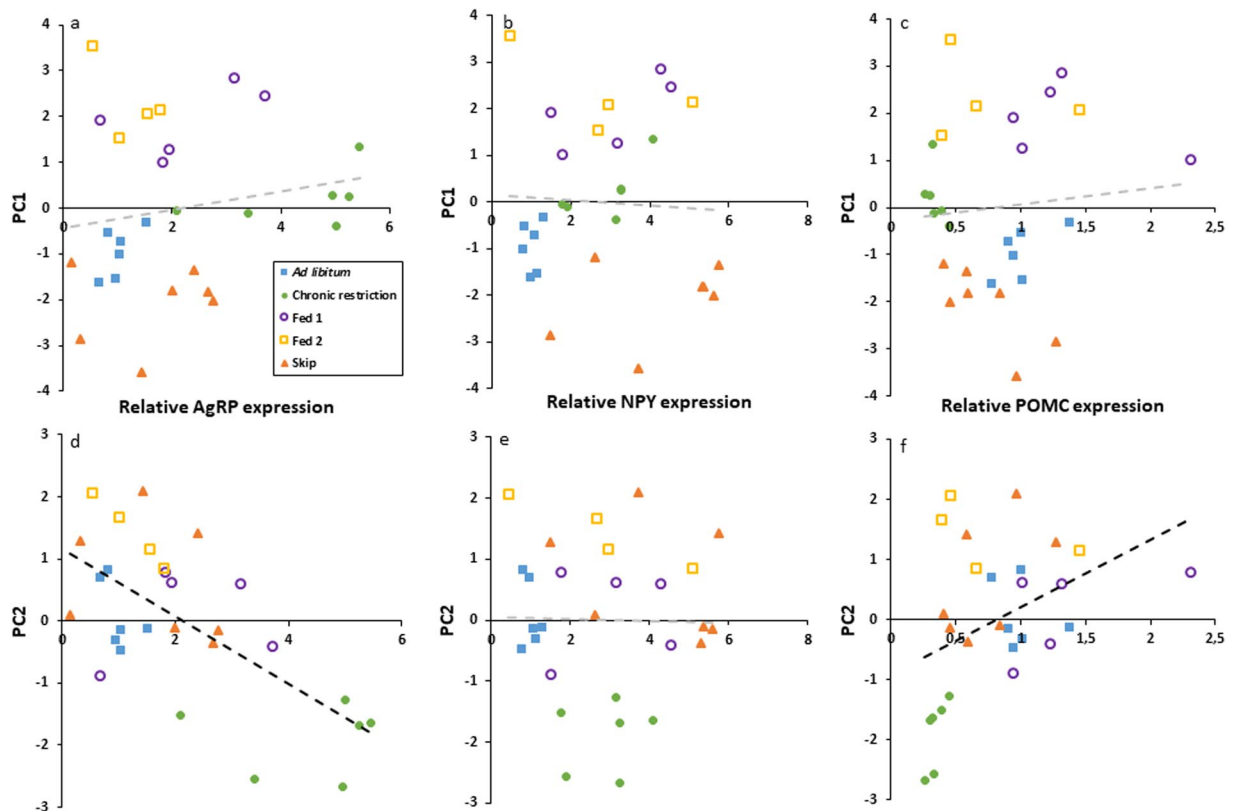 a
4
3
2
1
0
-1
-2
-3
-4
PC1
0 2 4 6
Ad libitum
Chronic restriction
Fed 1
Fed 2
Skip
Relative AgRP expression
b
4
3
2
1
0
-1
-2
-3
-4
PC1
0 2 4 6 8
Relative NPY expression
c
4
3
2
1
0
-1
-2
-3
-4
PC1
0 0,5 1 1,5 2 2,5
Relative POMC expression
d
3
2
1
0
-1
-2
-3
PC2
0 2 4 6
e
3
2
1
0
-1
-2
-3
PC2
0 2 4 6 8
f
3
2
1
0
-1
-2
-3
PC2
0 0,5 1 1,5 2 2,5